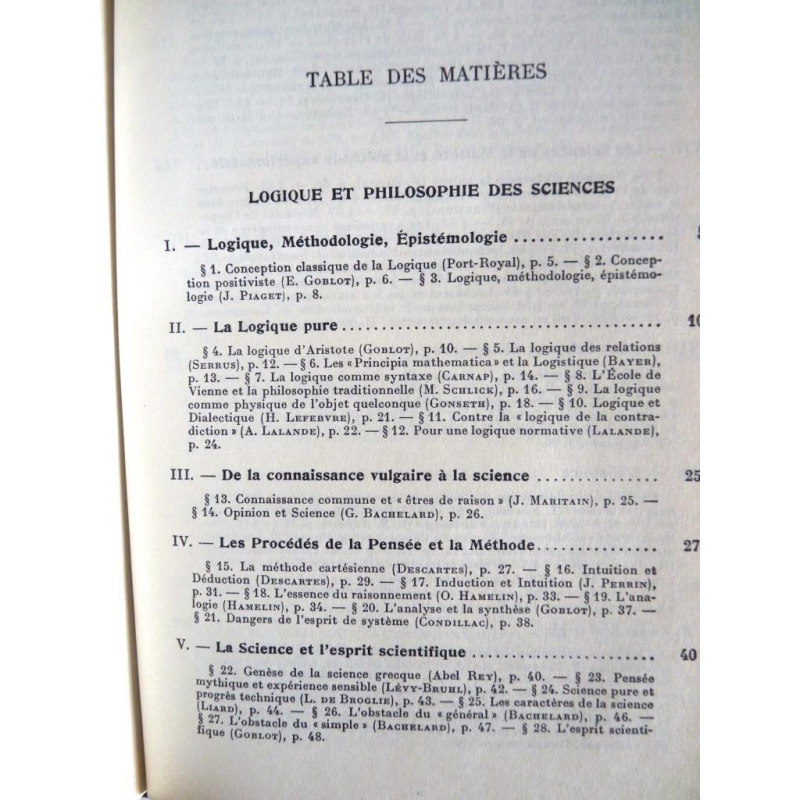 TABLE DES MATIÈRES
LOGIQUE ET PHILOSOPHIE DES SCIENCES
I. — Logique, Méthodologie, Épistémologie .................. 5
§ 1. Conception classique de la Logique (Port-Royal), p. 5. — § 2. Concep-
tion positiviste (E. GOBLOT), p. 6. — § 3. Logique, méthodologie, épistémo-
logie (J. PIAGET), p. 8.
II. — La Logique pure ...................................... 10
§ 4. La logique d'Aristote (GOBLOT), p. 10. — § 5. La logique des relations
(SERRUS), p. 12. — § 6. Les « Principia mathematica » et la Logistique (BAYER),
p. 13. — § 7. La logique comme syntaxe (CARNAP), p. 14. — § 8. L'École de
Vienne et la philosophie traditionnelle (M. SCHLICK), p. 16. — § 9. La logique
comme physique de l'objet quelconque (GONSETH), p. 18. — § 10. Logique et
Dialectique (H. LEFEBVRE), p. 21. — § 11. Contre la « logique de la contra-
diction » (A. LALANDE), p. 22. — § 12. Pour une logique normative (LALANDE),
p. 24.
III. — De la connaissance vulgaire à la science ............... 25
§ 13. Connaissance commune et « êtres de raison » (J. MARITAIN), p. 25. —
§ 14. Opinion et Science (G. BACHELARD), p. 26.
IV. — Les Procédés de la Pensée et la Méthode............... 27
§ 15. La méthode cartésienne (DESCARTES), p. 27. — § 16. Intuition et
Déduction (DESCARTES), p. 29. — § 17. Induction et Intuition (J. PERRIN),
p. 31. — § 18. L'essence du raisonnement (O. HAMELIN), p. 33. — § 19. L'ana-
logie (HAMELIN), p. 34. — § 20. L'analyse et la synthèse (GOBLOT), p. 37. —
§ 21. Dangers de l'esprit de système (CONDILLAC), p. 38.
V. — La Science et l'esprit scientifique ...................... 40
§ 22. Genèse de la science grecque (Abel REY), p. 40. — § 23. Pensée
mythique et expérience sensible (LÉVY-BRUHL), p. 42. — § 24. Science pure et
progrès technique (L. DE BROGLIE), p. 43. — § 25. Les caractères de la science
(LIARD), p. 44. — § 26. L'obstacle du « général » (BACHELARD), p. 46. —
§ 27. L'obstacle du « simple » (BACHELARD), p. 47. — § 28. L'esprit scienti-
fique (GOBLOT), p. 48.